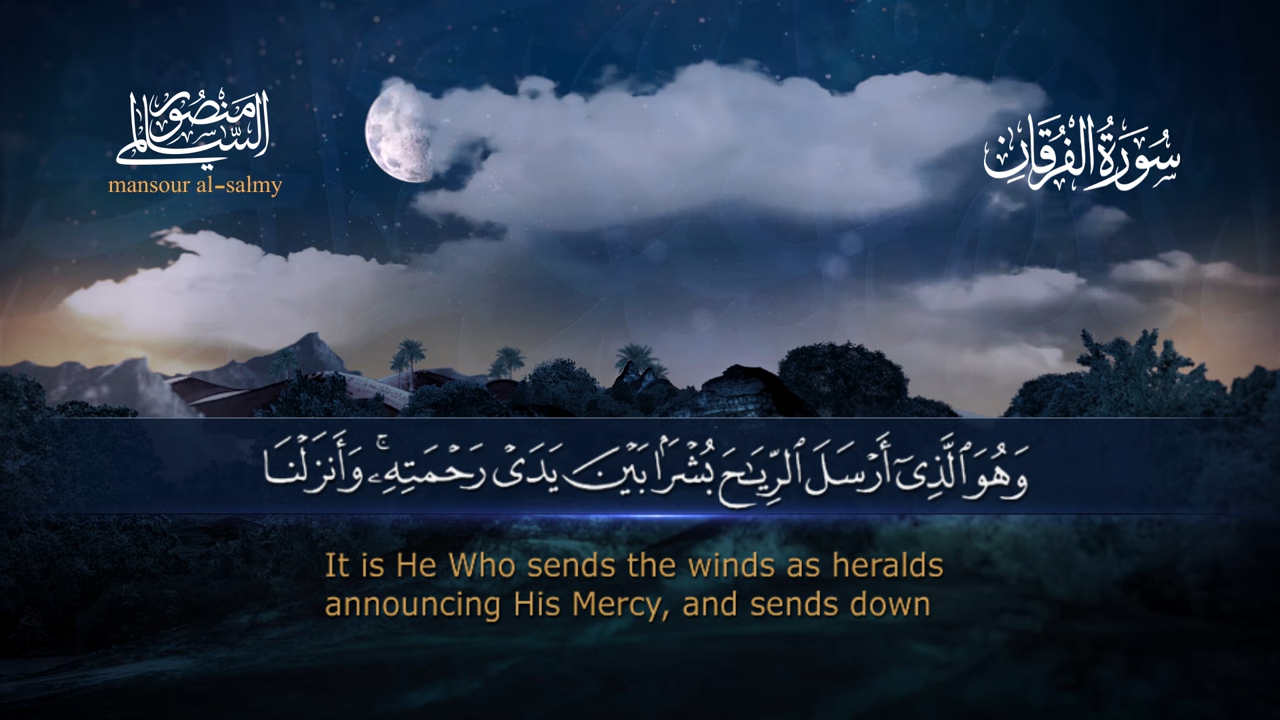 منصور السالمي
mansour al-salmy
سُورَةُ الفُرقَان
وَهُوَ ٱلَّذِىٓ أَرْسَلَ ٱلرِّيَـٰحَ بُشْرًۢا بَيْنَ يَدَىْ رَحْمَتِهِۦ ۚ وَأَنزَلْنَا
It is He Who sends the winds as heralds
announcing His Mercy, and sends down